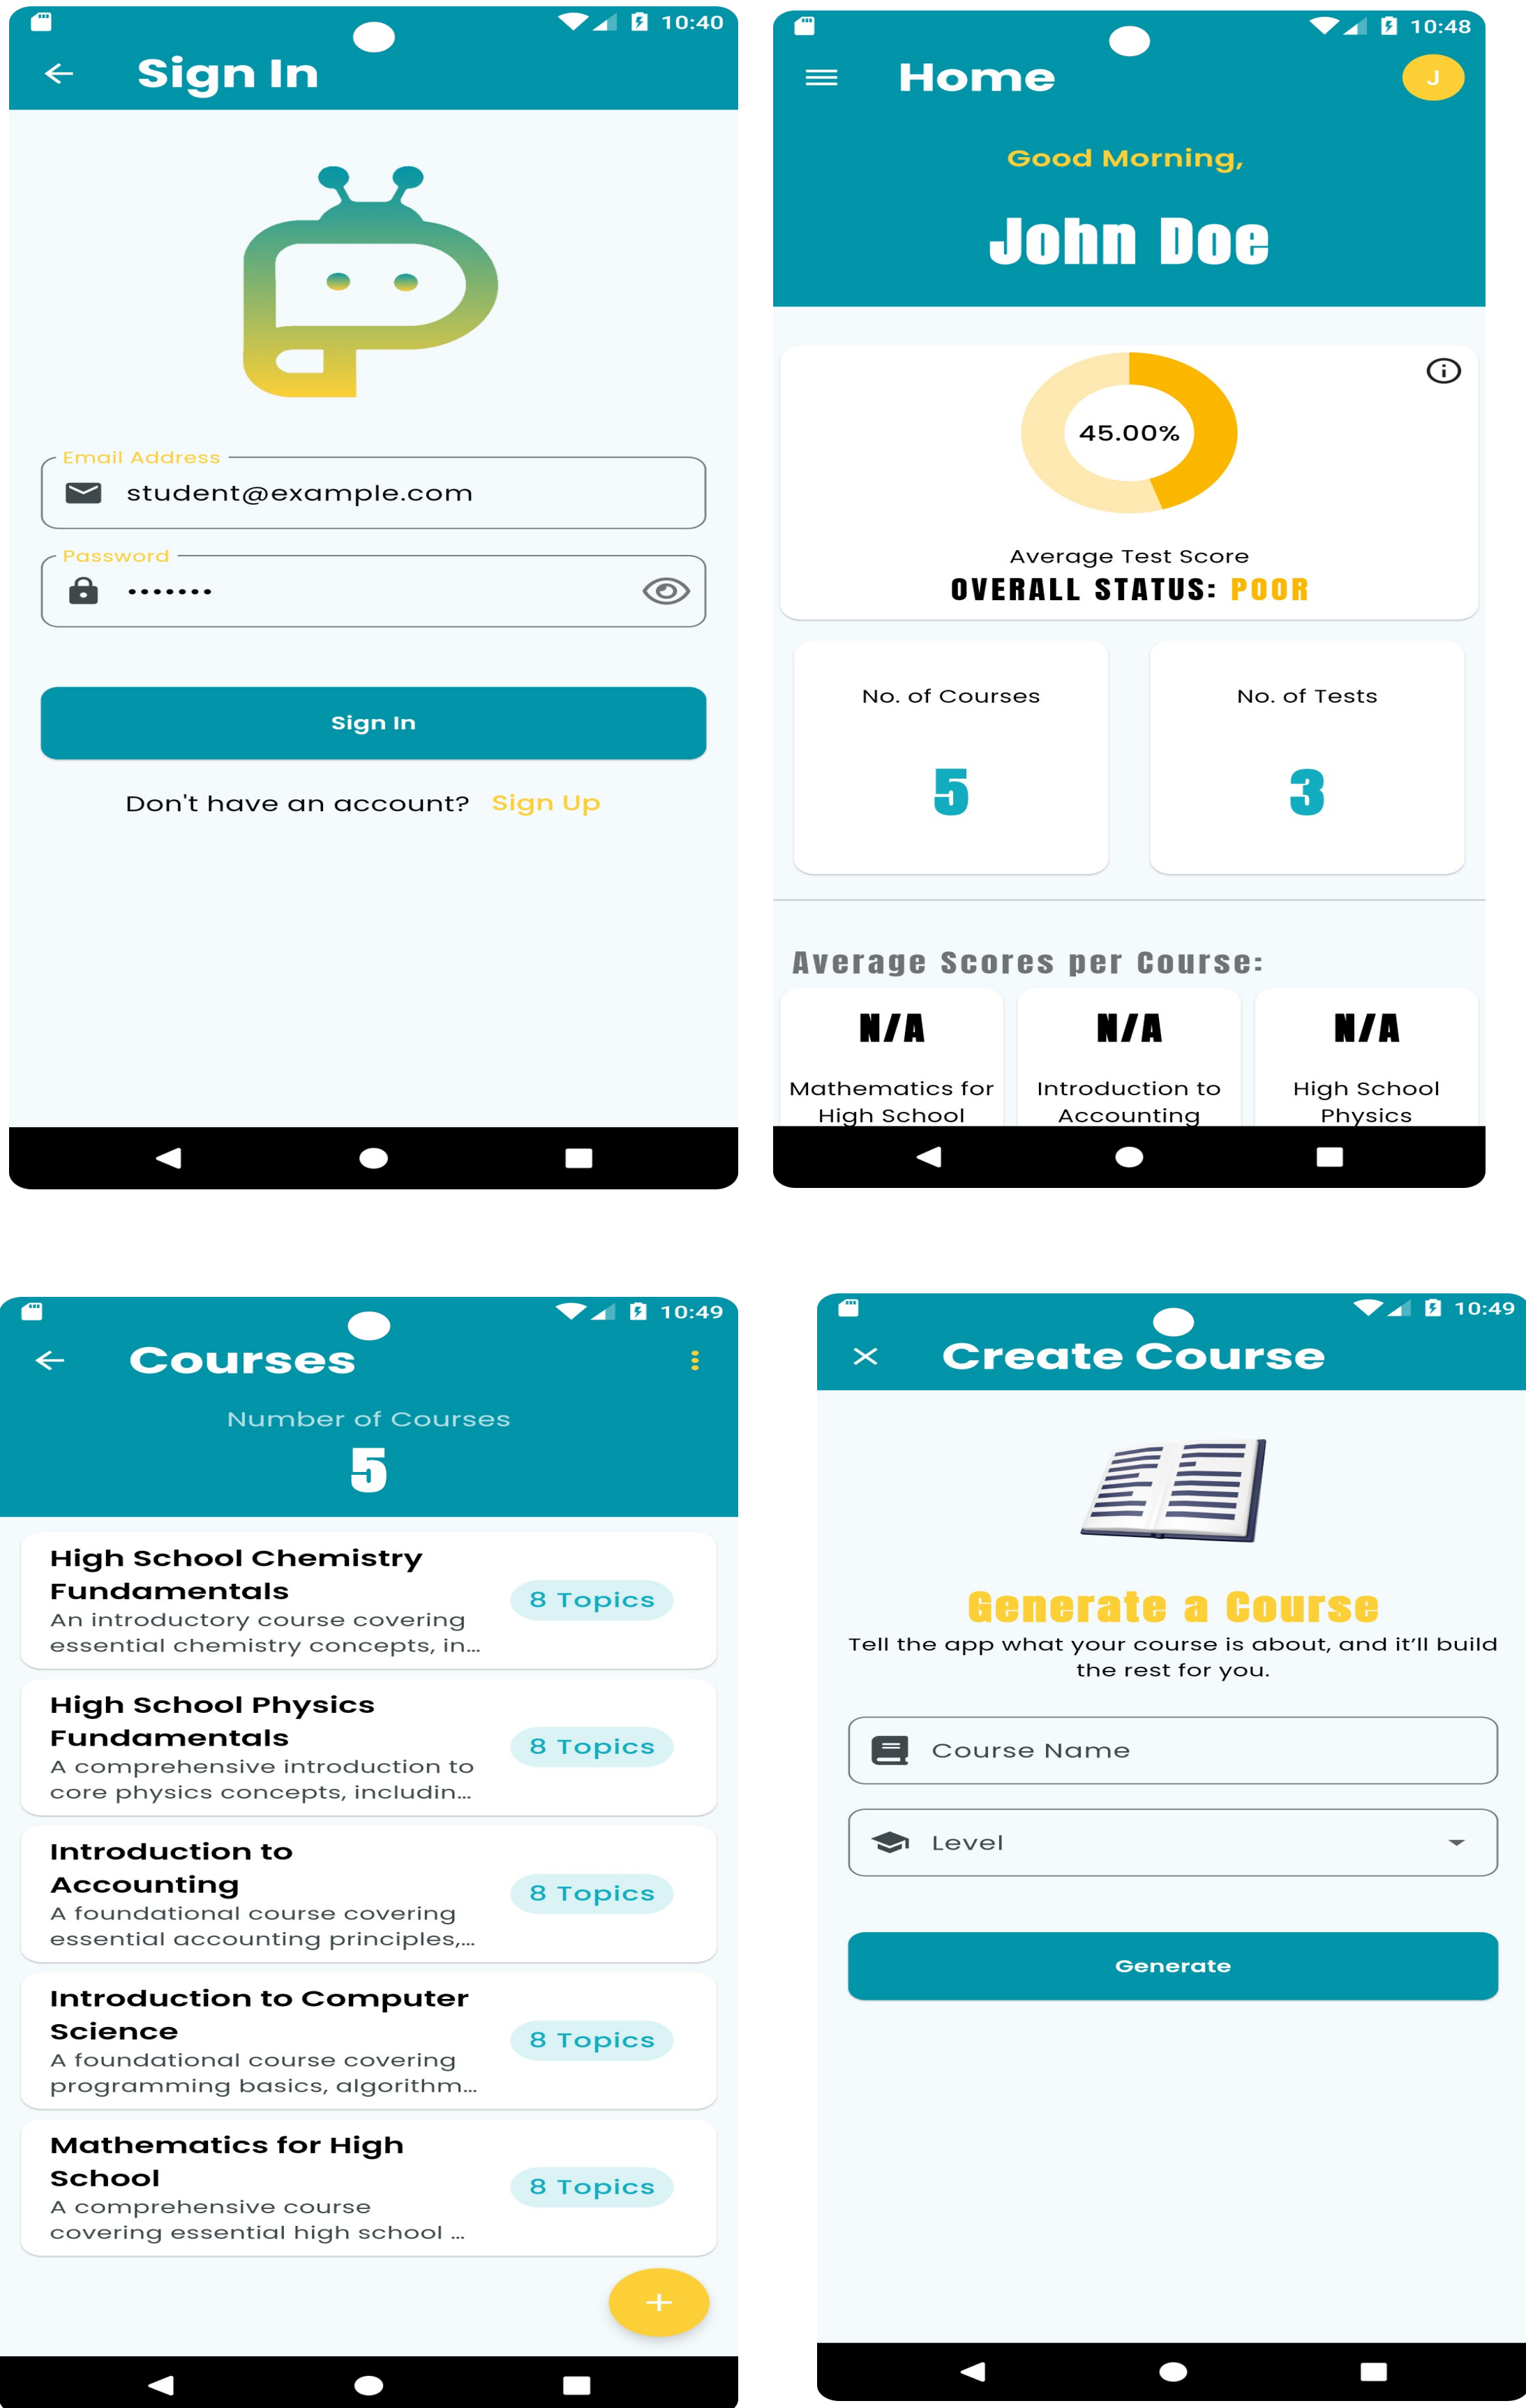 10:40
Sign In
Email Address
student@example.com
Password
•••••••
Sign In
Don't have an account? Sign Up
10:48
Home
J
Good Morning,
John Doe
45.00%
Average Test Score
OVERALL STATUS: POOR
No. of Courses
5
No. of Tests
3
Average Scores per Course:
N/A
Mathematics for
High School
N/A
Introduction to
Accounting
N/A
High School
Physics
10:49
Courses
Number of Courses
5
High School Chemistry
Fundamentals
An introductory course covering
essential chemistry concepts, in...
8 Topics
High School Physics
Fundamentals
A comprehensive introduction to
core physics concepts, includin...
8 Topics
Introduction to
Accounting
A foundational course covering
essential accounting principles,...
8 Topics
Introduction to Computer
Science
A foundational course covering
programming basics, algorithm...
8 Topics
Mathematics for High
School
A comprehensive course
covering essential high school ...
8 Topics
+
10:49
Create Course
Generate a Course
Tell the app what your course is about, and it’ll build
the rest for you.
Course Name
Level
Generate